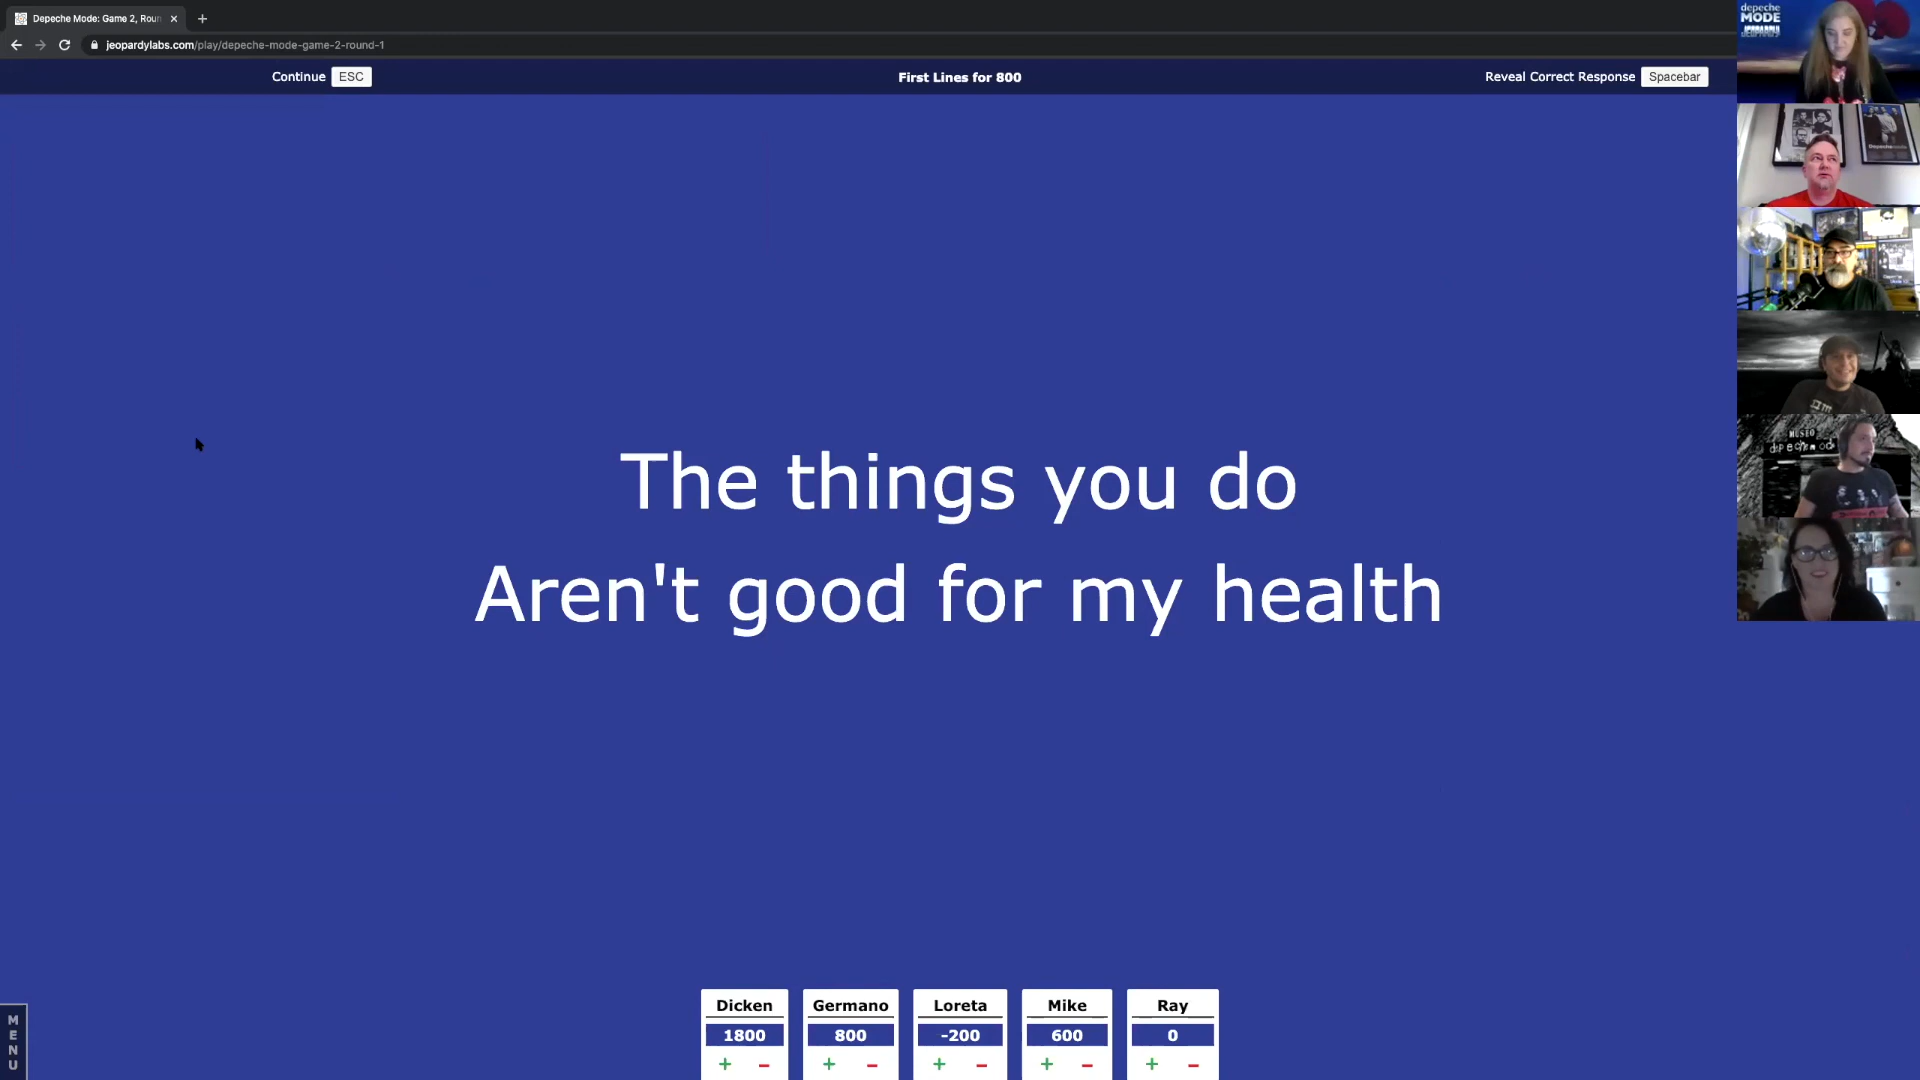 Depeche Mode: Game 2, Roun
jeopardylabs.com/play/depeche-mode-game-2-round-1
Continue ESC
First Lines for 800
Reveal Correct Response Spacebar
depeche
MODE
JEOPARDY
The things you do
Aren't good for my health
MENU
Dicken Germano Loreta Mike Ray
1800 800 -200 600 0
+ - + - + - + - + -